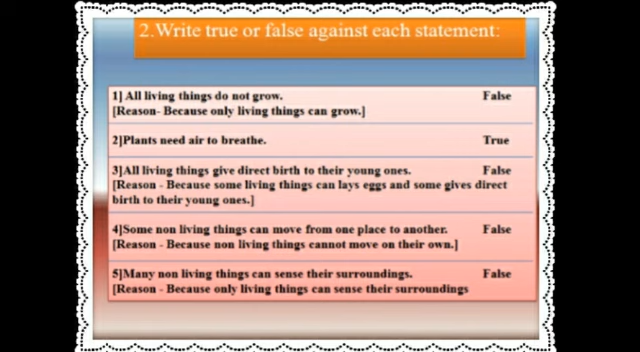 2.Write true or false against each statement:
1] All living things do not grow. False
[Reason- Because only living things can grow.]
2]Plants need air to breathe. True
3]All living things give direct birth to their young ones. False
[Reason - Because some living things can lays eggs and some gives direct
birth to their young ones.]
4]Some non living things can move from one place to another. False
[Reason - Because non living things cannot move on their own.]
5]Many non living things can sense their surroundings. False
[Reason - Because only living things can sense their surroundings